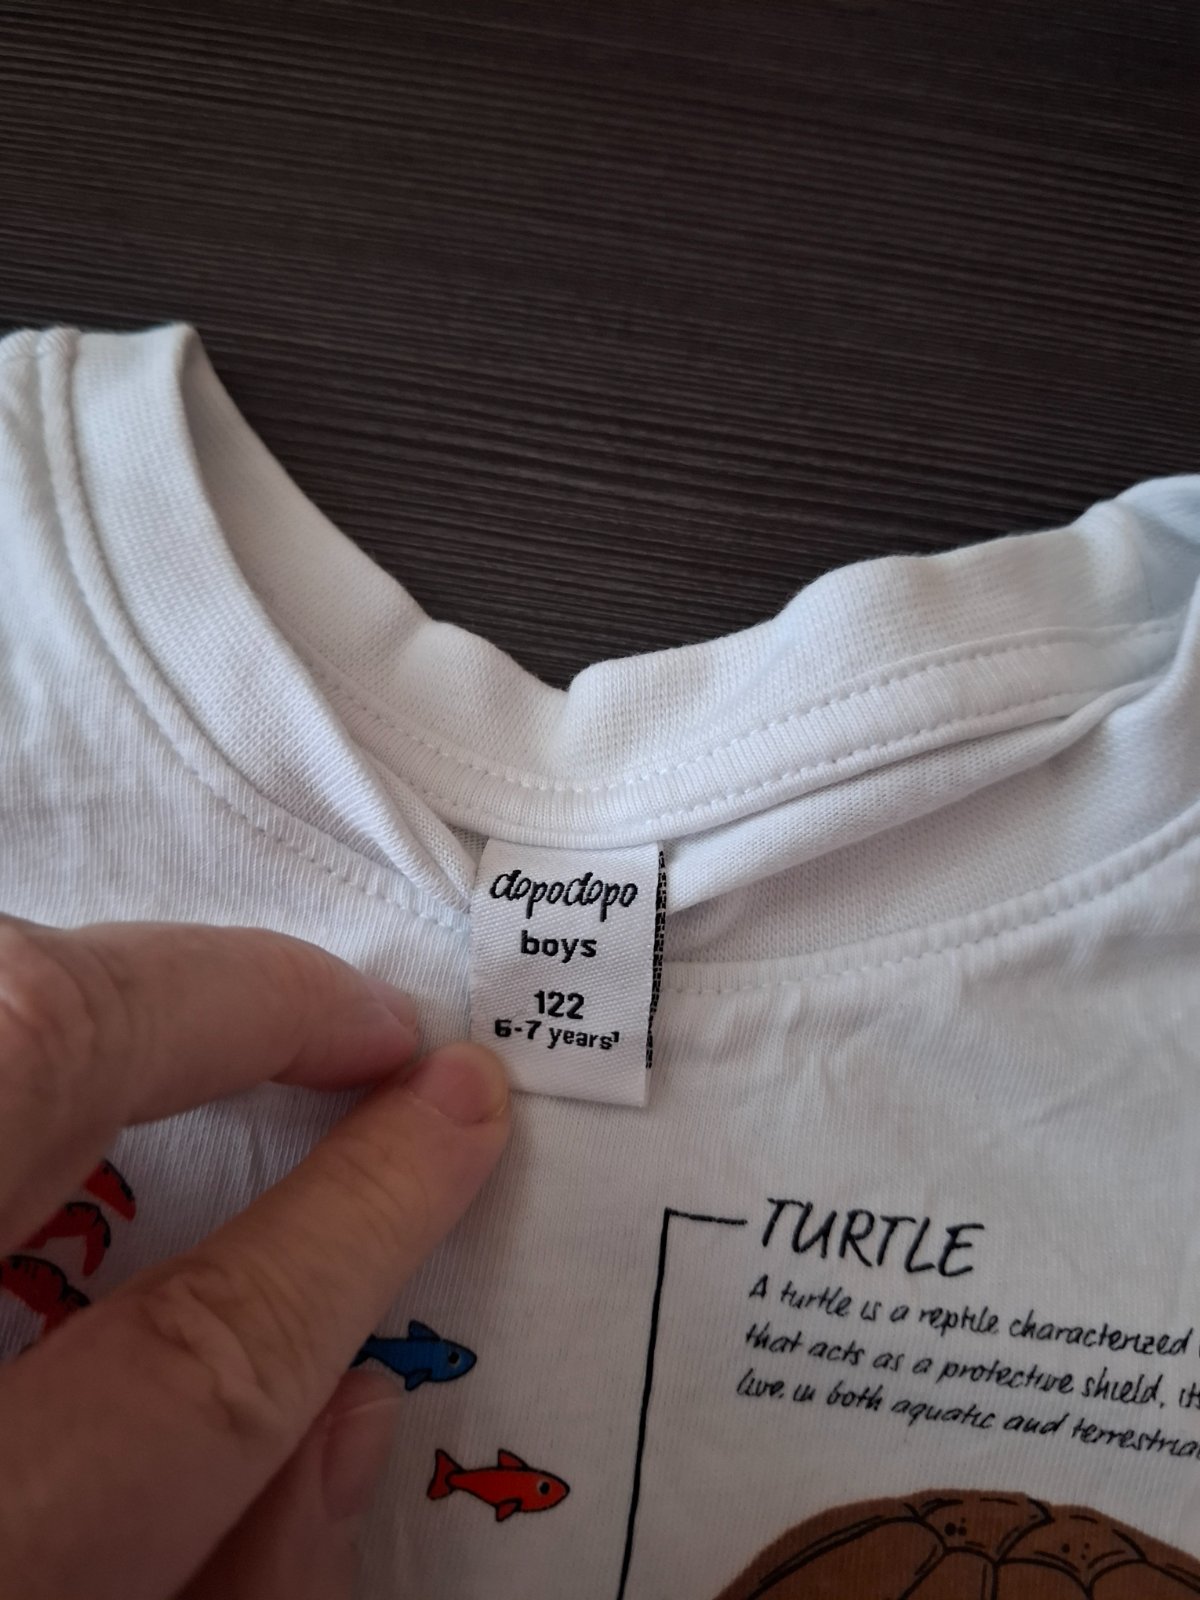 dopodopo
boys
122
6-7 years¹
TURTLE
A turtle is a reptile characterized
that acts as a protective shield, its
live in both aquatic and terrestrial